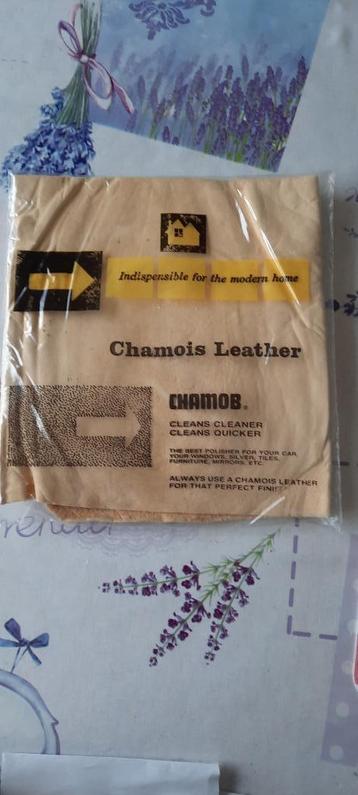 Indispensible for the modern home
Chamois Leather
CHAMOB®
CLEANS CLEANER
CLEANS QUICKER
THE BEST POLISHER FOR YOUR CAR,
YOUR WINDOWS, SILVER, TILES,
FURNITURE, MIRRORS, ETC.
ALWAYS USE A CHAMOIS LEATHER
FOR THAT PERFECT